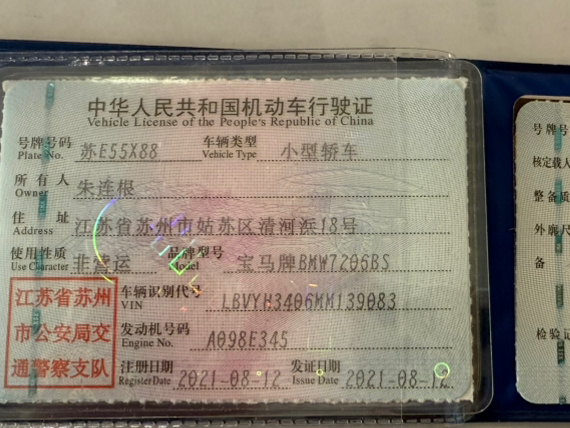 中华人民共和国机动车行驶证
Vehicle License of the People's Republic of China
号牌号码 苏E55X88 车辆类型 小型轿车
Plate No. Vehicle Type
所有人 朱连根
Owner
住址 江苏省苏州市姑苏区清河浜18号
Address
使用性质 非营运 品牌型号 宝马牌BMW7206BS
Use Character Model
江苏省苏州
市公安局交
通警察支队
车辆识别代号 LBVYH3406MM139083
VIN
发动机号码 A098E345
Engine No.
注册日期 2021-08-12 发证日期 2021-08-12
Register Date Issue Date
号牌号
核定载人
整备质
外廓尺
备
检验记